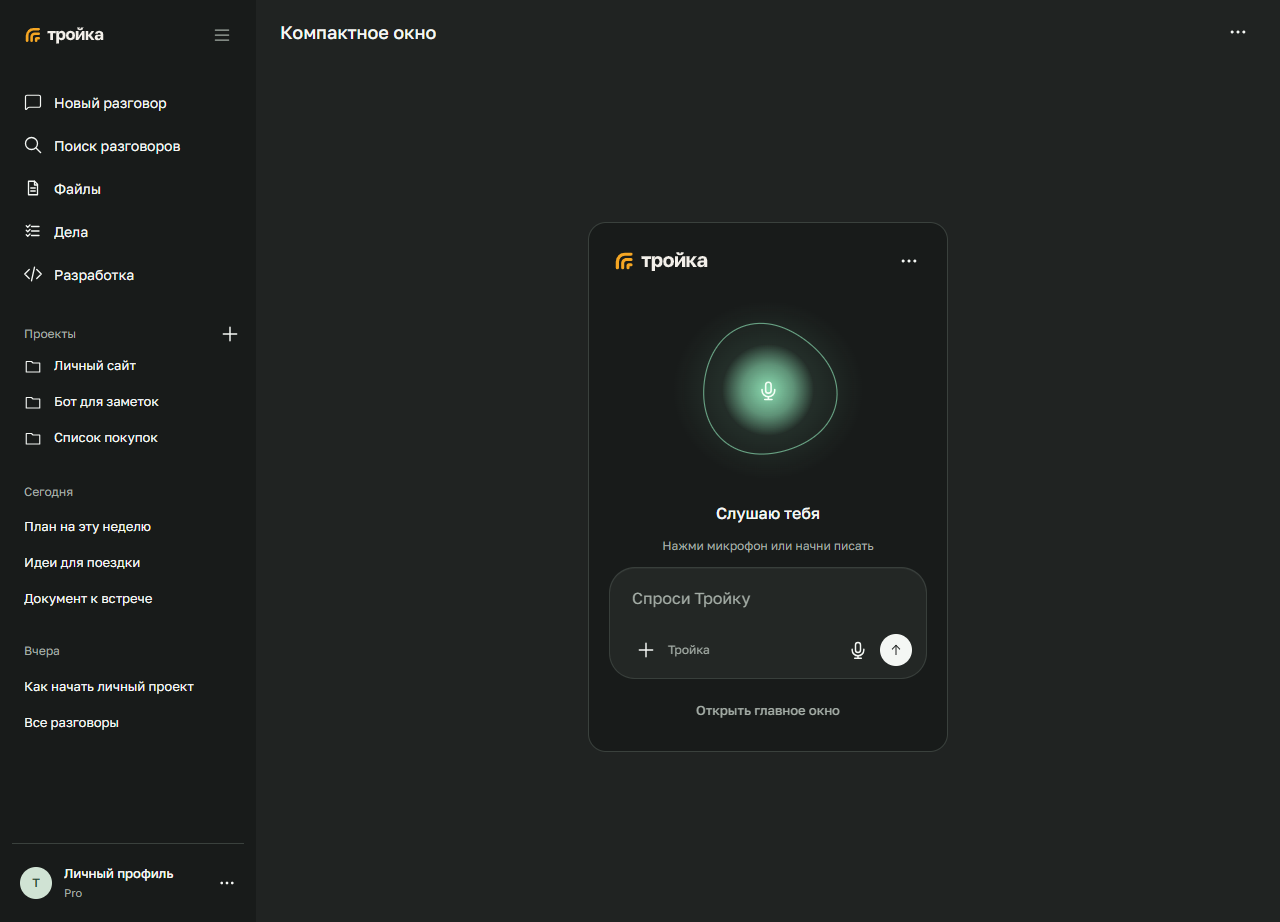 тройка
Новый разговор
Поиск разговоров
Файлы
Дела
Разработка
Проекты
Личный сайт
Бот для заметок
Список покупок
Сегодня
План на эту неделю
Идеи для поездки
Документ к встрече
Вчера
Как начать личный проект
Все разговоры
Т
Личный профиль
Pro
Компактное окно
тройка
Слушаю тебя
Нажми микрофон или начни писать
Спроси Тройку
Тройка
Открыть главное окно